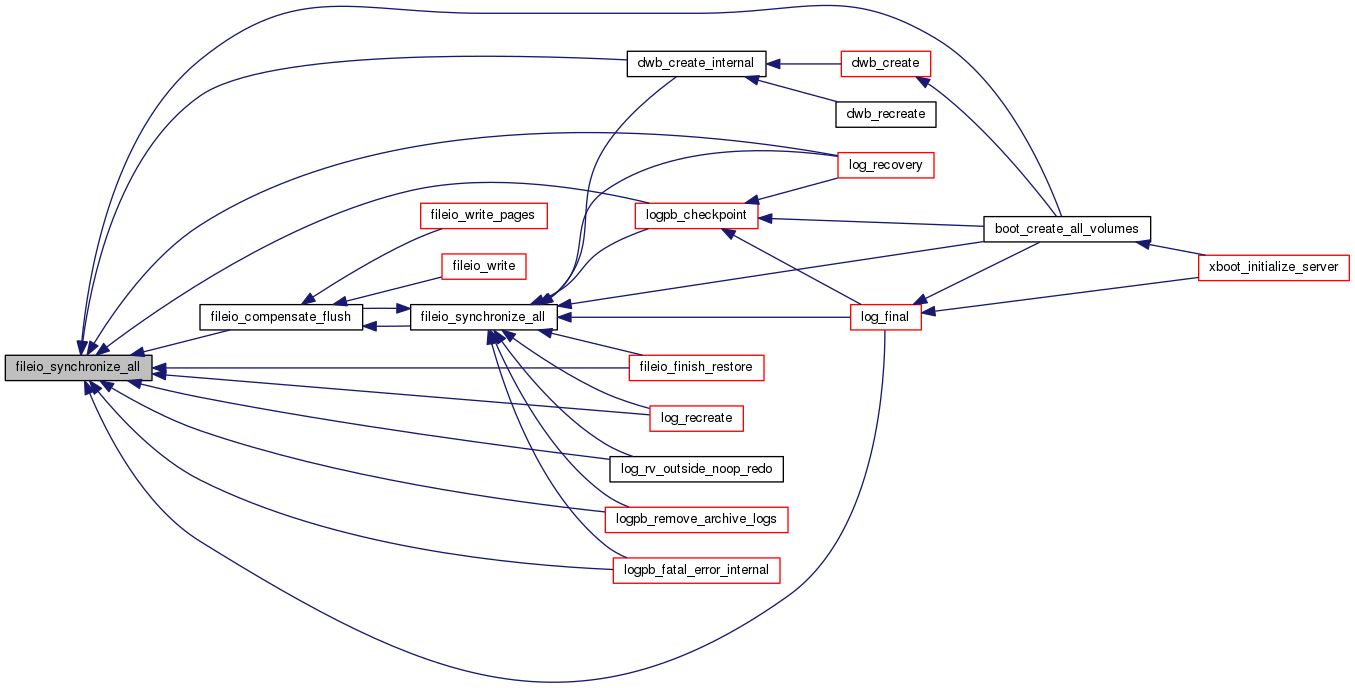 dwb_create_internal
dwb_create
dwb_recreate
log_recovery
fileio_write_pages
logpb_checkpoint
boot_create_all_volumes
fileio_write
xboot_initialize_server
fileio_compensate_flush
fileio_synchronize_all
log_final
fileio_synchronize_all
fileio_finish_restore
log_recreate
log_rv_outside_noop_redo
logpb_remove_archive_logs
logpb_fatal_error_internal